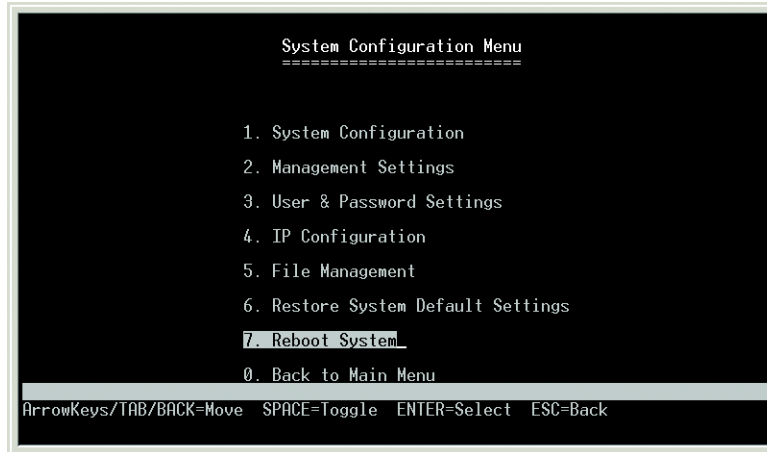 System Configuration Menu
=========================
1. System Configuration
2. Management Settings
3. User & Password Settings
4. IP Configuration
5. File Management
6. Restore System Default Settings
7. Reboot System_
0. Back to Main Menu
ArrowKeys/TAB/BACK=Move  SPACE=Toggle  ENTER=Select  ESC=Back